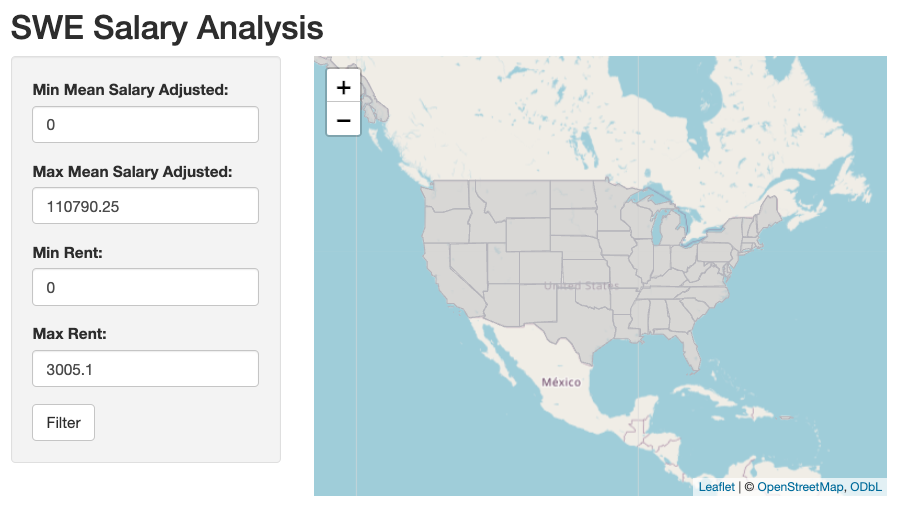 SWE Salary Analysis
Min Mean Salary Adjusted:
0
Max Mean Salary Adjusted:
110790.25
Min Rent:
0
Max Rent:
3005.1
Filter
+
−
United States
México
Leaflet | © OpenStreetMap, ODbL